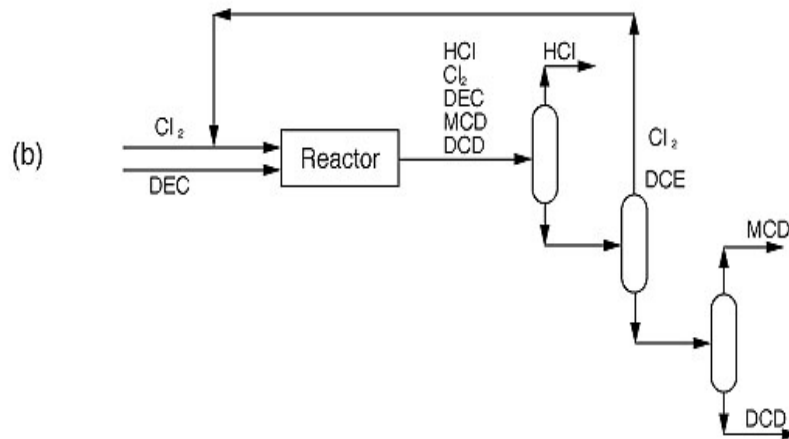 (b)
Cl₂
DEC
Reactor
HCl
Cl₂
DEC
MCD
DCD
HCl
Cl₂
DCE
MCD
DCD